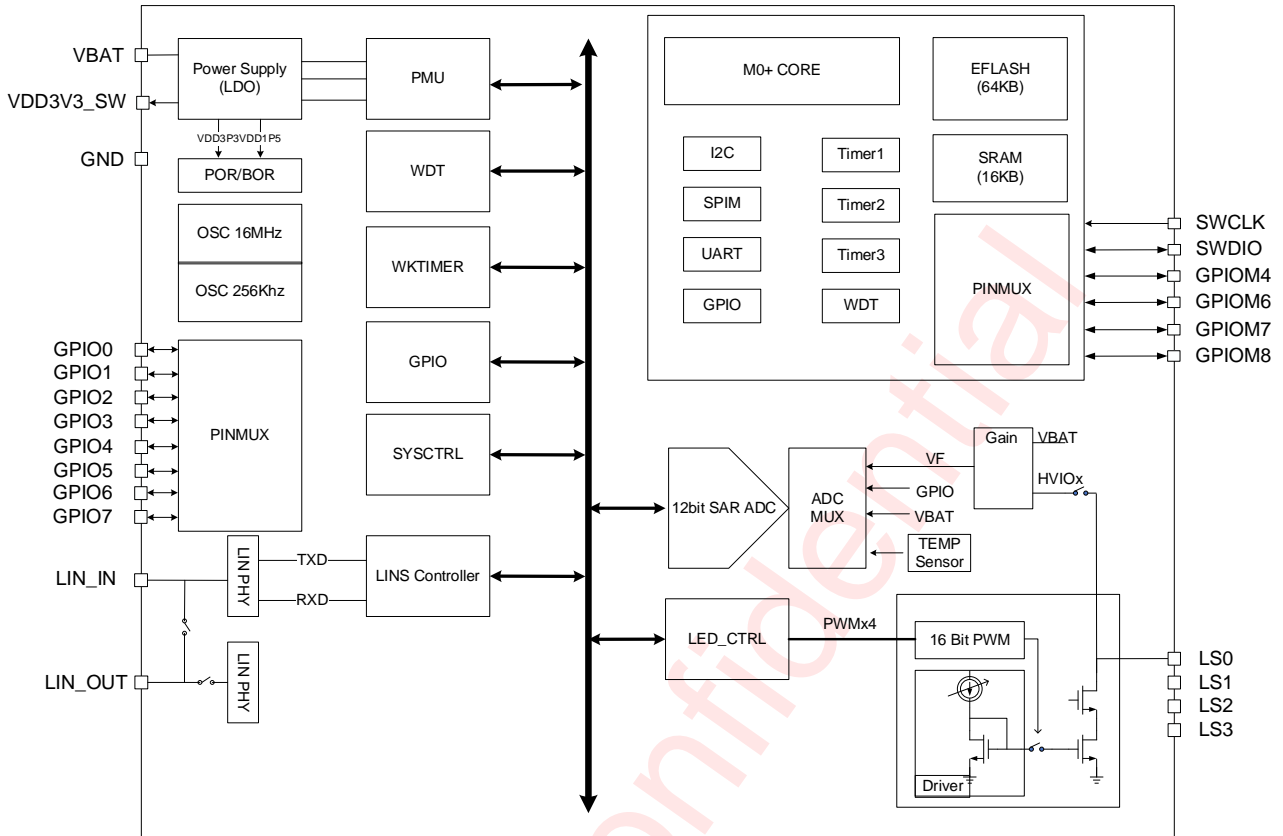 VBAT
VDD3V3_SW
GND
Power Supply
(LDO)
VDD3P3VDD1P5
POR/BOR
OSC 16MHz
OSC 256Khz
GPIO0
GPIO1
GPIO2
GPIO3
GPIO4
GPIO5
GPIO6
GPIO7
PINMUX
LIN_IN
LIN_OUT
LIN PHY
LIN PHY
TXD
RXD
PMU
WDT
WKTIMER
GPIO
SYSCTRL
LINS Controller
M0+ CORE
EFLASH
(64KB)
I2C
SPIM
UART
GPIO
Timer1
Timer2
Timer3
WDT
SRAM
(16KB)
PINMUX
SWCLK
SWDIO
GPIOM4
GPIOM6
GPIOM7
GPIOM8
12bit SAR ADC
ADC
MUX
VF
GPIO
VBAT
TEMP
Sensor
Gain
VBAT
HVIOx
LED_CTRL
PWMx4
16 Bit PWM
Driver
LS0
LS1
LS2
LS3
onfidential